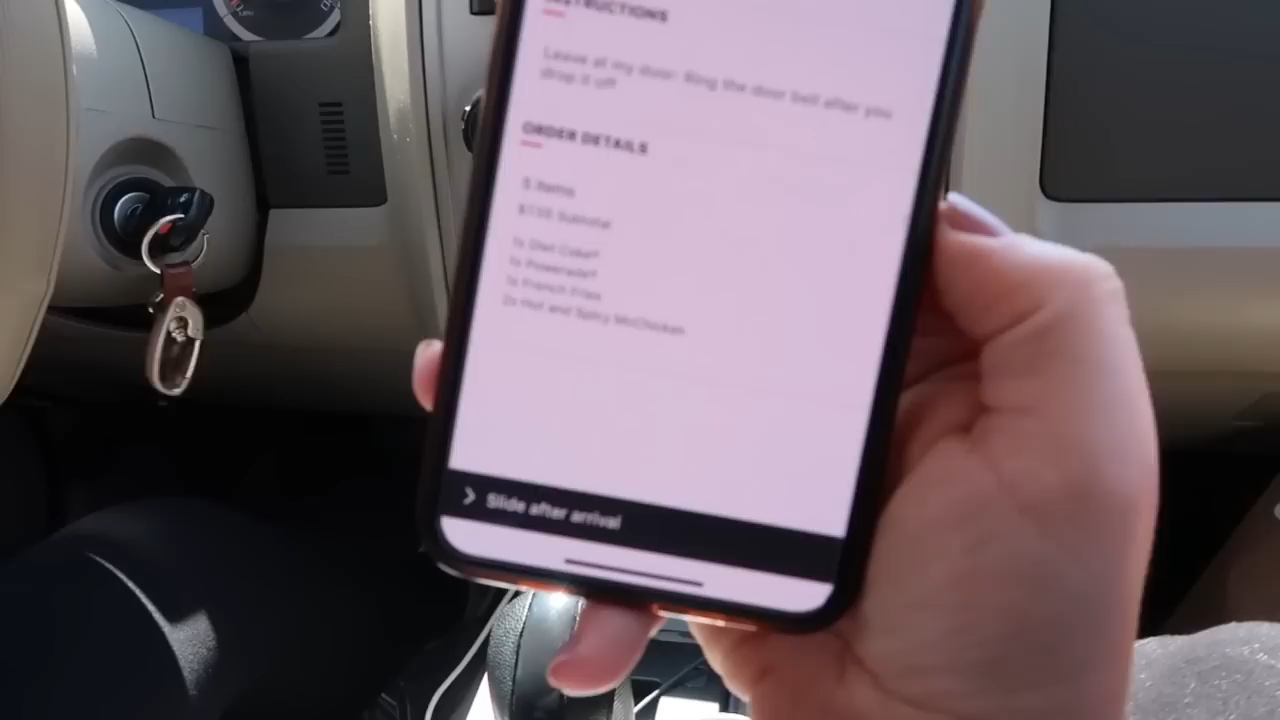 INSTRUCTIONS
Leave at my door: Ring the door bell after you
drop it off
ORDER DETAILS
5 items
Subtotal
1x Diet Coke®
1x Powerade®
1x French Fries
2x Hot and Spicy McChicken
Slide after arrival